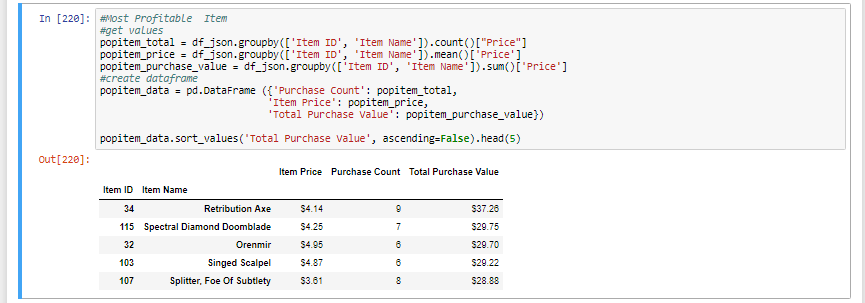 In [220]: #Most Profitable Item
#get values
popitem_total = df_json.groupby(['Item ID', 'Item Name']).count()["Price"]
popitem_price = df_json.groupby(['Item ID', 'Item Name']).mean()['Price']
popitem_purchase_value = df_json.groupby(['Item ID', 'Item Name']).sum()['Price']
#create dataframe
popitem_data = pd.DataFrame ({'Purchase Count': popitem_total,
'Item Price': popitem_price,
'Total Purchase Value': popitem_purchase_value})
popitem_data.sort_values('Total Purchase Value', ascending=False).head(5)
Out[220]:
Item Price Purchase Count Total Purchase Value
Item ID Item Name
34 Retribution Axe $4.14 9 $37.26
115 Spectral Diamond Doomblade $4.25 7 $29.75
32 Orenmir $4.95 6 $29.70
103 Singed Scalpel $4.87 6 $29.22
107 Splitter, Foe Of Subtlety $3.61 8 $28.88